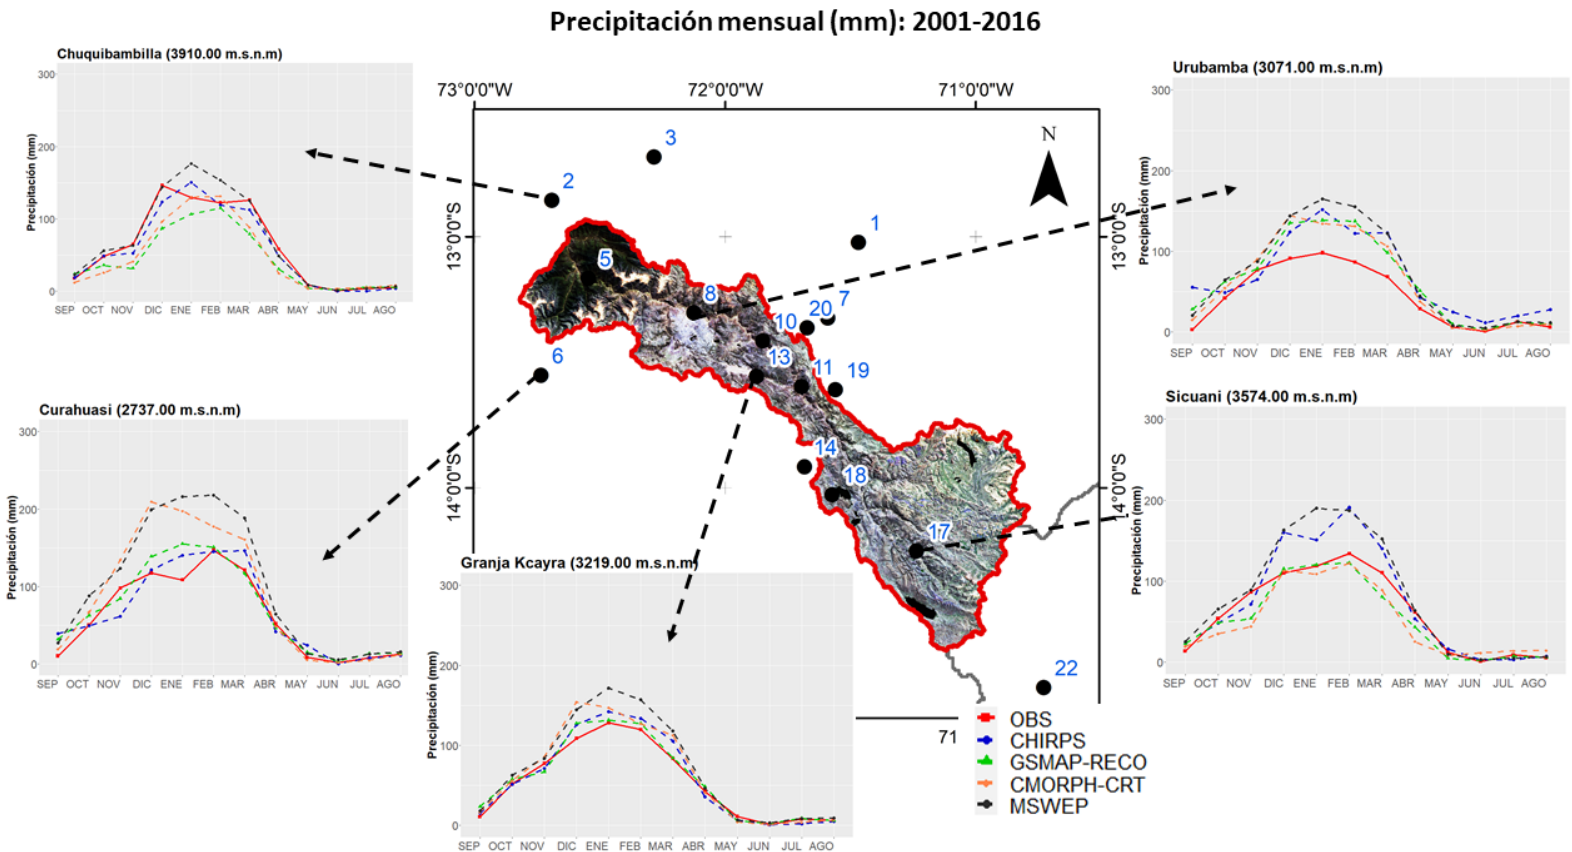 Precipitación mensual (mm): 2001-2016
Chuquibambilla (3910.00 m.s.n.m)
Precipitación (mm)
300
200
100
0
SEP OCT NOV DIC ENE FEB MAR ABR MAY JUN JUL AGO
Curahuasi (2737.00 m.s.n.m)
Precipitación (mm)
300
200
100
0
SEP OCT NOV DIC ENE FEB MAR ABR MAY JUN JUL AGO
Granja Kcayra (3219.00 m.s.n.m)
Precipitación (mm)
300
200
100
0
SEP OCT NOV DIC ENE FEB MAR ABR MAY JUN JUL AGO
73°0'0"W 72°0'0"W 71°0'0"W
N
13°0'0"S
13°0'0"S
14°0'0"S
14°0'0"S
3
2
1
5
8
7
20
10
13
6
11
19
14
18
17
22
71
Urubamba (3071.00 m.s.n.m)
Precipitación (mm)
300
200
100
0
SEP OCT NOV DIC ENE FEB MAR ABR MAY JUN JUL AGO
Sicuani (3574.00 m.s.n.m)
Precipitación (mm)
300
200
100
0
SEP OCT NOV DIC ENE FEB MAR ABR MAY JUN JUL AGO
OBS
CHIRPS
GSMAP-RECO
CMORPH-CRT
MSWEP